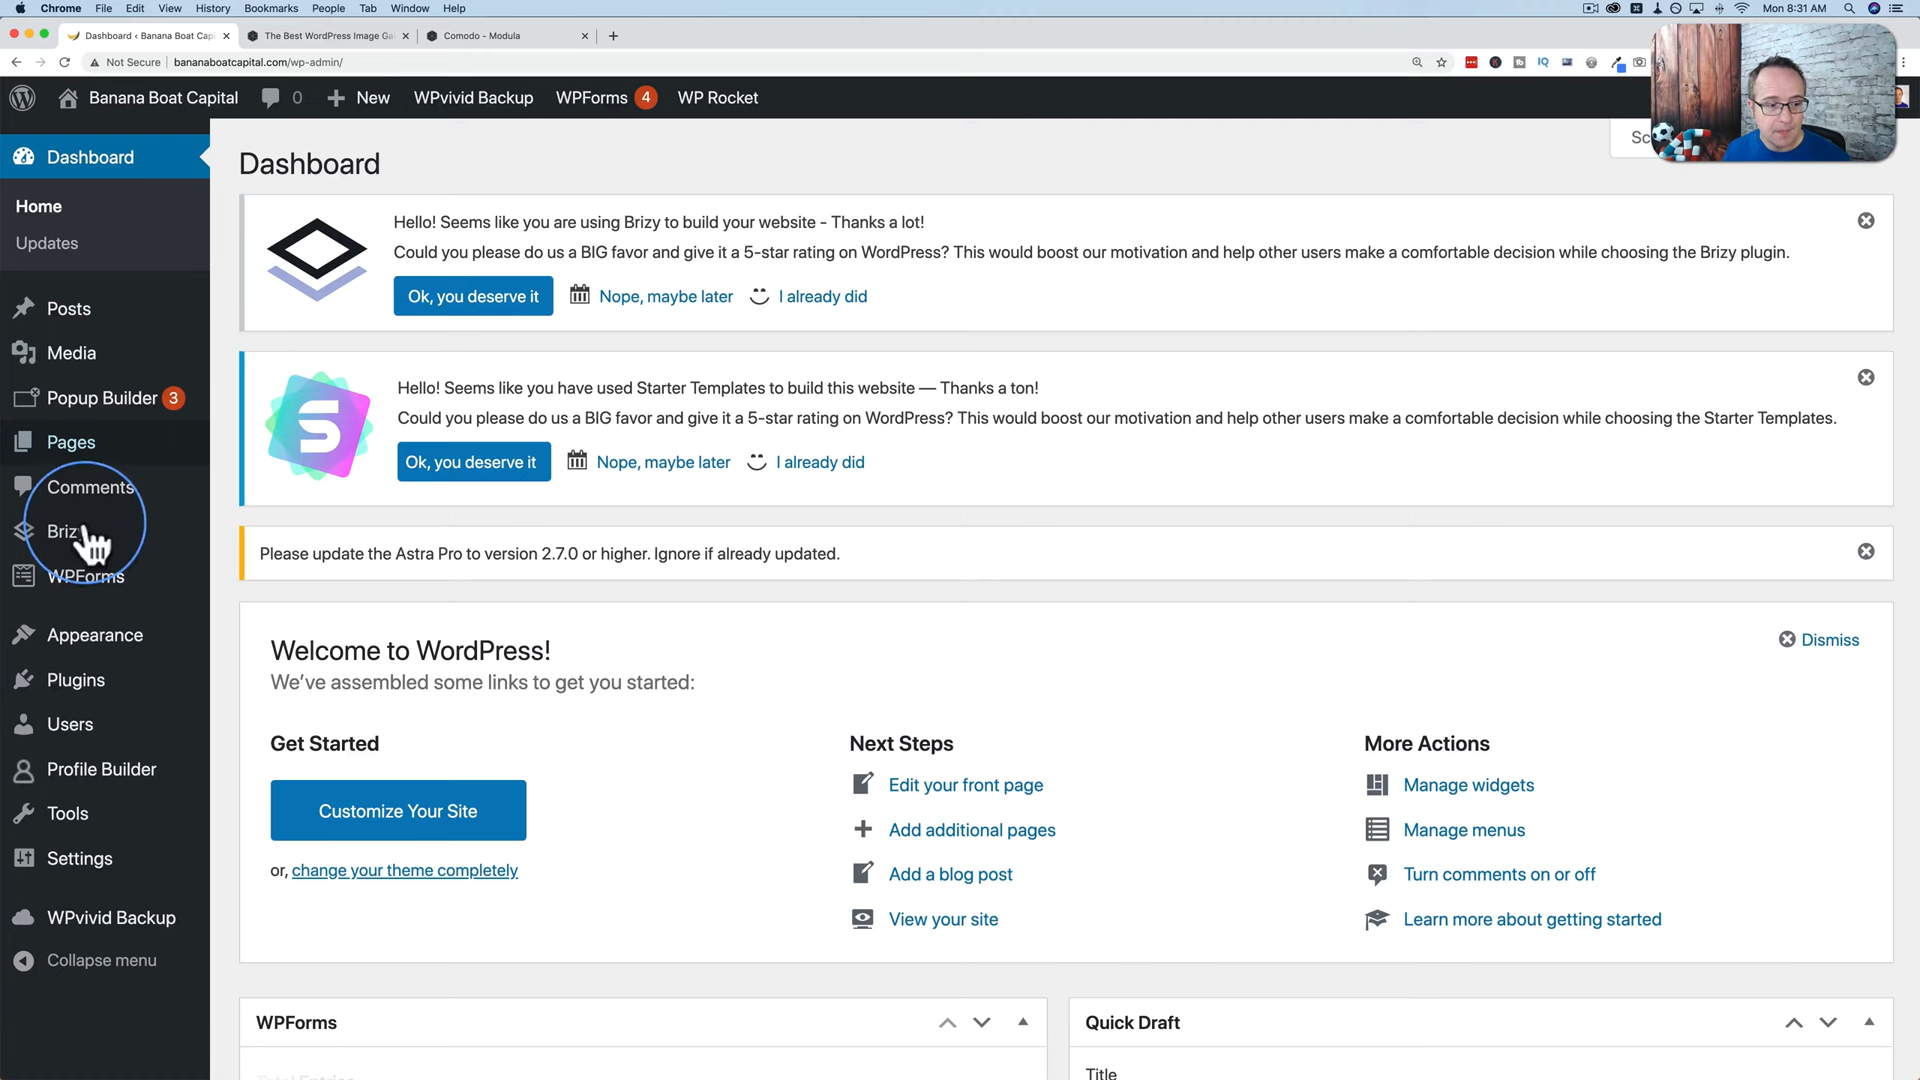 Chrome File Edit View History Bookmarks People Tab Window Help Mon 8:31 AM
Dashboard ‹ Banana Boat Capi The Best WordPress Image Ga Comodo - Modula
Not Secure bananaboatcapital.com/wp-admin/
Banana Boat Capital 0 New WPvivid Backup WPForms 4 WP Rocket
Dashboard
Home
Updates
Posts
Media
Popup Builder 3
Pages
Comments
WPForms
Appearance
Plugins
Users
Profile Builder
Tools
Settings
WPvivid Backup
Collapse menu
Dashboard
Hello! Seems like you are using Brizy to build your website - Thanks a lot!
Could you please do us a BIG favor and give it a 5-star rating on WordPress? This would boost our motivation and help other users make a comfortable decision while choosing the Brizy plugin.
Ok, you deserve it Nope, maybe later I already did
S
Hello! Seems like you have used Starter Templates to build this website — Thanks a ton!
Could you please do us a BIG favor and give it a 5-star rating on WordPress? This would boost our motivation and help other users make a comfortable decision while choosing the Starter Templates.
Ok, you deserve it Nope, maybe later I already did
Please update the Astra Pro to version 2.7.0 or higher. Ignore if already updated.
Welcome to WordPress!
Dismiss
We've assembled some links to get you started:
Get Started
Customize Your Site
or, change your theme completely
Next Steps
Edit your front page
Add additional pages
Add a blog post
View your site
More Actions
Manage widgets
Manage menus
Turn comments on or off
Learn more about getting started
WPForms
Quick Draft
Title